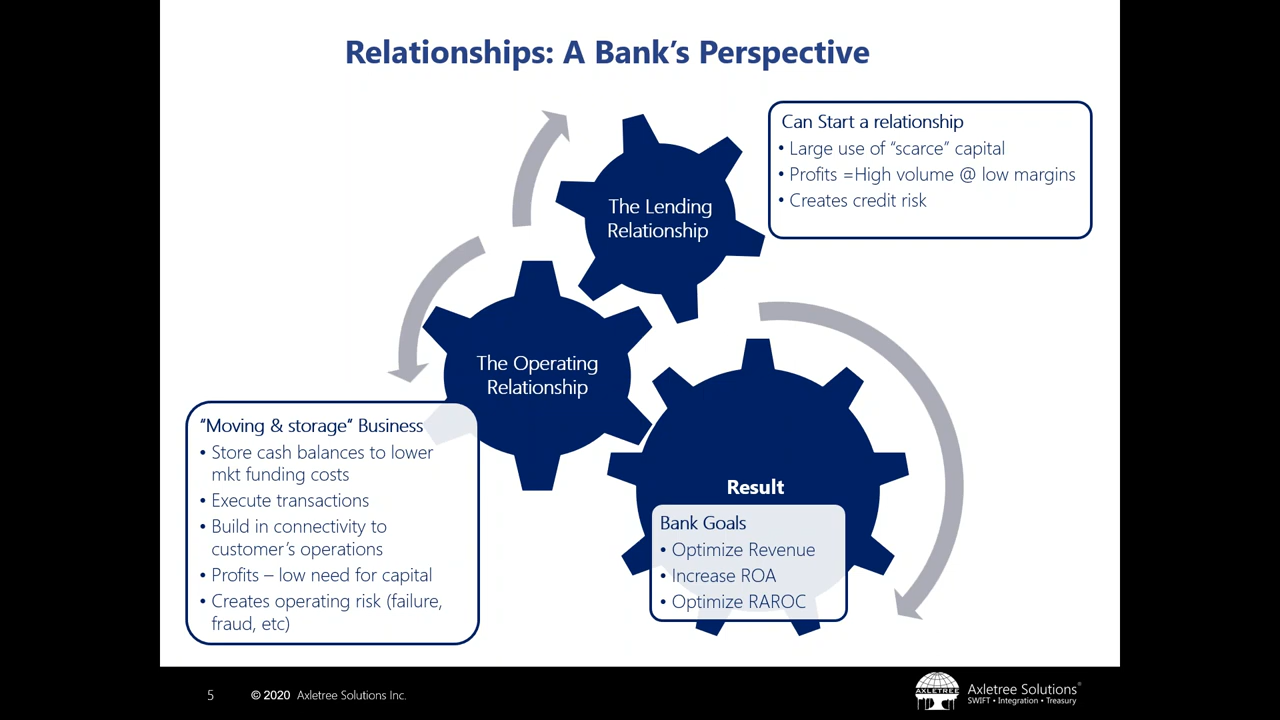 Relationships: A Bank's Perspective
Can Start a relationship
• Large use of “scarce” capital
• Profits =High volume @ low margins
• Creates credit risk
The Lending
Relationship
The Operating
Relationship
“Moving & storage” Business
• Store cash balances to lower
mkt funding costs
• Execute transactions
• Build in connectivity to
customer's operations
• Profits – low need for capital
• Creates operating risk (failure,
fraud, etc)
Result
Bank Goals
• Optimize Revenue
• Increase ROA
• Optimize RAROC
5
© 2020 Axletree Solutions Inc.
AXLETREE
Axletree Solutions®
SWIFT • Integration • Treasury